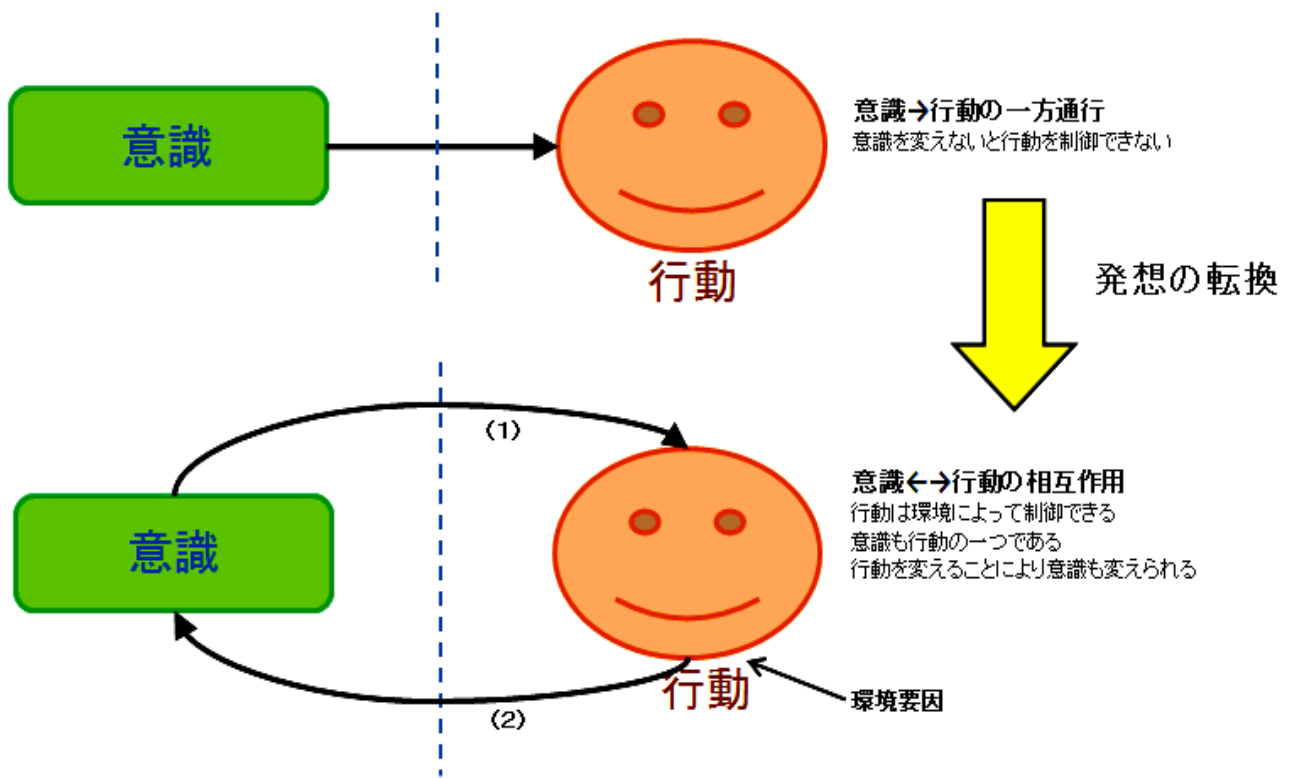 意識
行動
意識→行動の一方通行
意識を変えないと行動を制御できない
発想の転換
(1)
意識
行動
(2)
意識←→行動の相互作用
行動は環境によって制御できる
意識も行動の一つである
行動を変えることにより意識も変えられる
環境要因